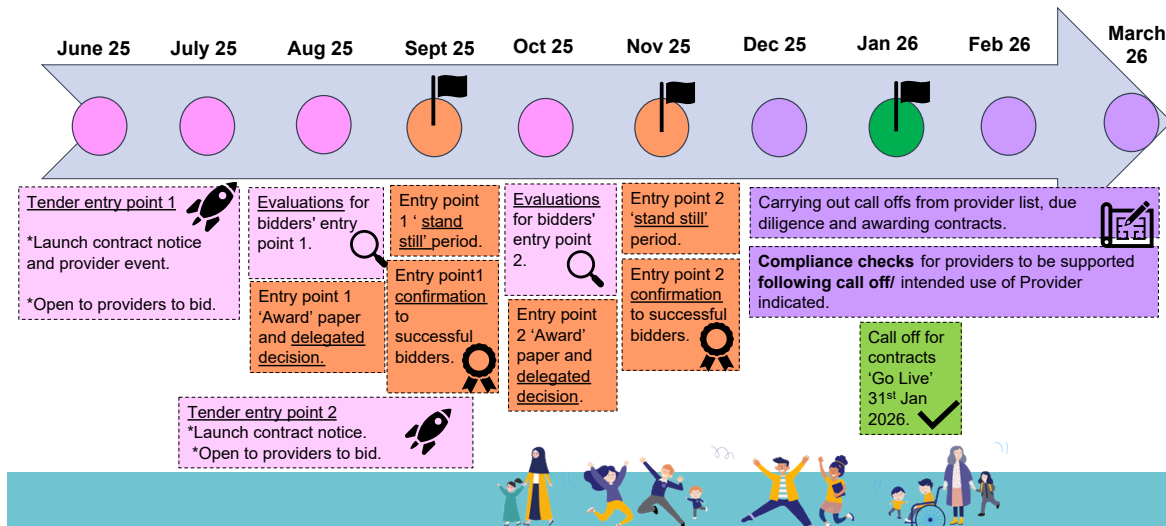 June 25
July 25
Aug 25
Sept 25
Oct 25
Nov 25
Dec 25
Jan 26
Feb 26
March
26
Tender entry point 1
*Launch contract notice
and provider event.
*Open to providers to bid.
Evaluations for
bidders' entry
point 1.
Entry point 1
‘Award’ paper
and delegated
decision.
Entry point
1 ‘ stand
still’ period.
Entry point1
confirmation
to
successful
bidders.
Tender entry point 2
*Launch contract notice.
*Open to providers to bid.
Evaluations
for bidders'
entry point
2.
Entry point
2 ‘Award’
paper and
delegated
decision.
Entry point 2
‘stand still’
period.
Entry point 2
confirmation
to successful
bidders.
Carrying out call offs from provider list, due
diligence and awarding contracts.
Compliance checks for providers to be supported
following call off/ intended use of Provider
indicated.
Call off for
contracts
‘Go Live’
31st Jan
2026.